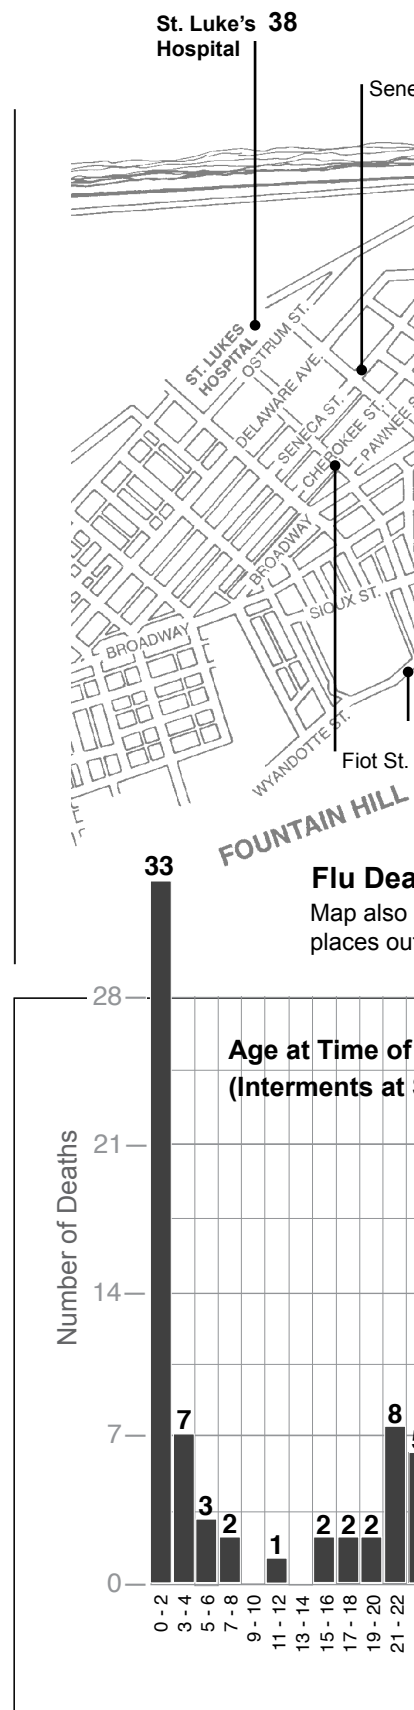 St. Luke's 38
Hospital
Sene
ST. LUKES
HOSPITAL
OSTRUM ST.
DELAWARE AVE.
SENECA ST.
CHEROKEE ST.
PAWNEE S
BROADWAY
SIOUX ST.
BROADWAY
WYANDOTTE ST.
Fiot St.
FOUNTAIN HILL
33
Flu Dea
Map also
places ou
28
Age at Time of
(Interments at
21
Number of Deaths
14
7
7
3
2
1
2
2
2
8
0
0 - 2
3 - 4
5 - 6
7 - 8
9 - 10
11 - 12
13 - 14
15 - 16
17 - 18
19 - 20
21 - 22